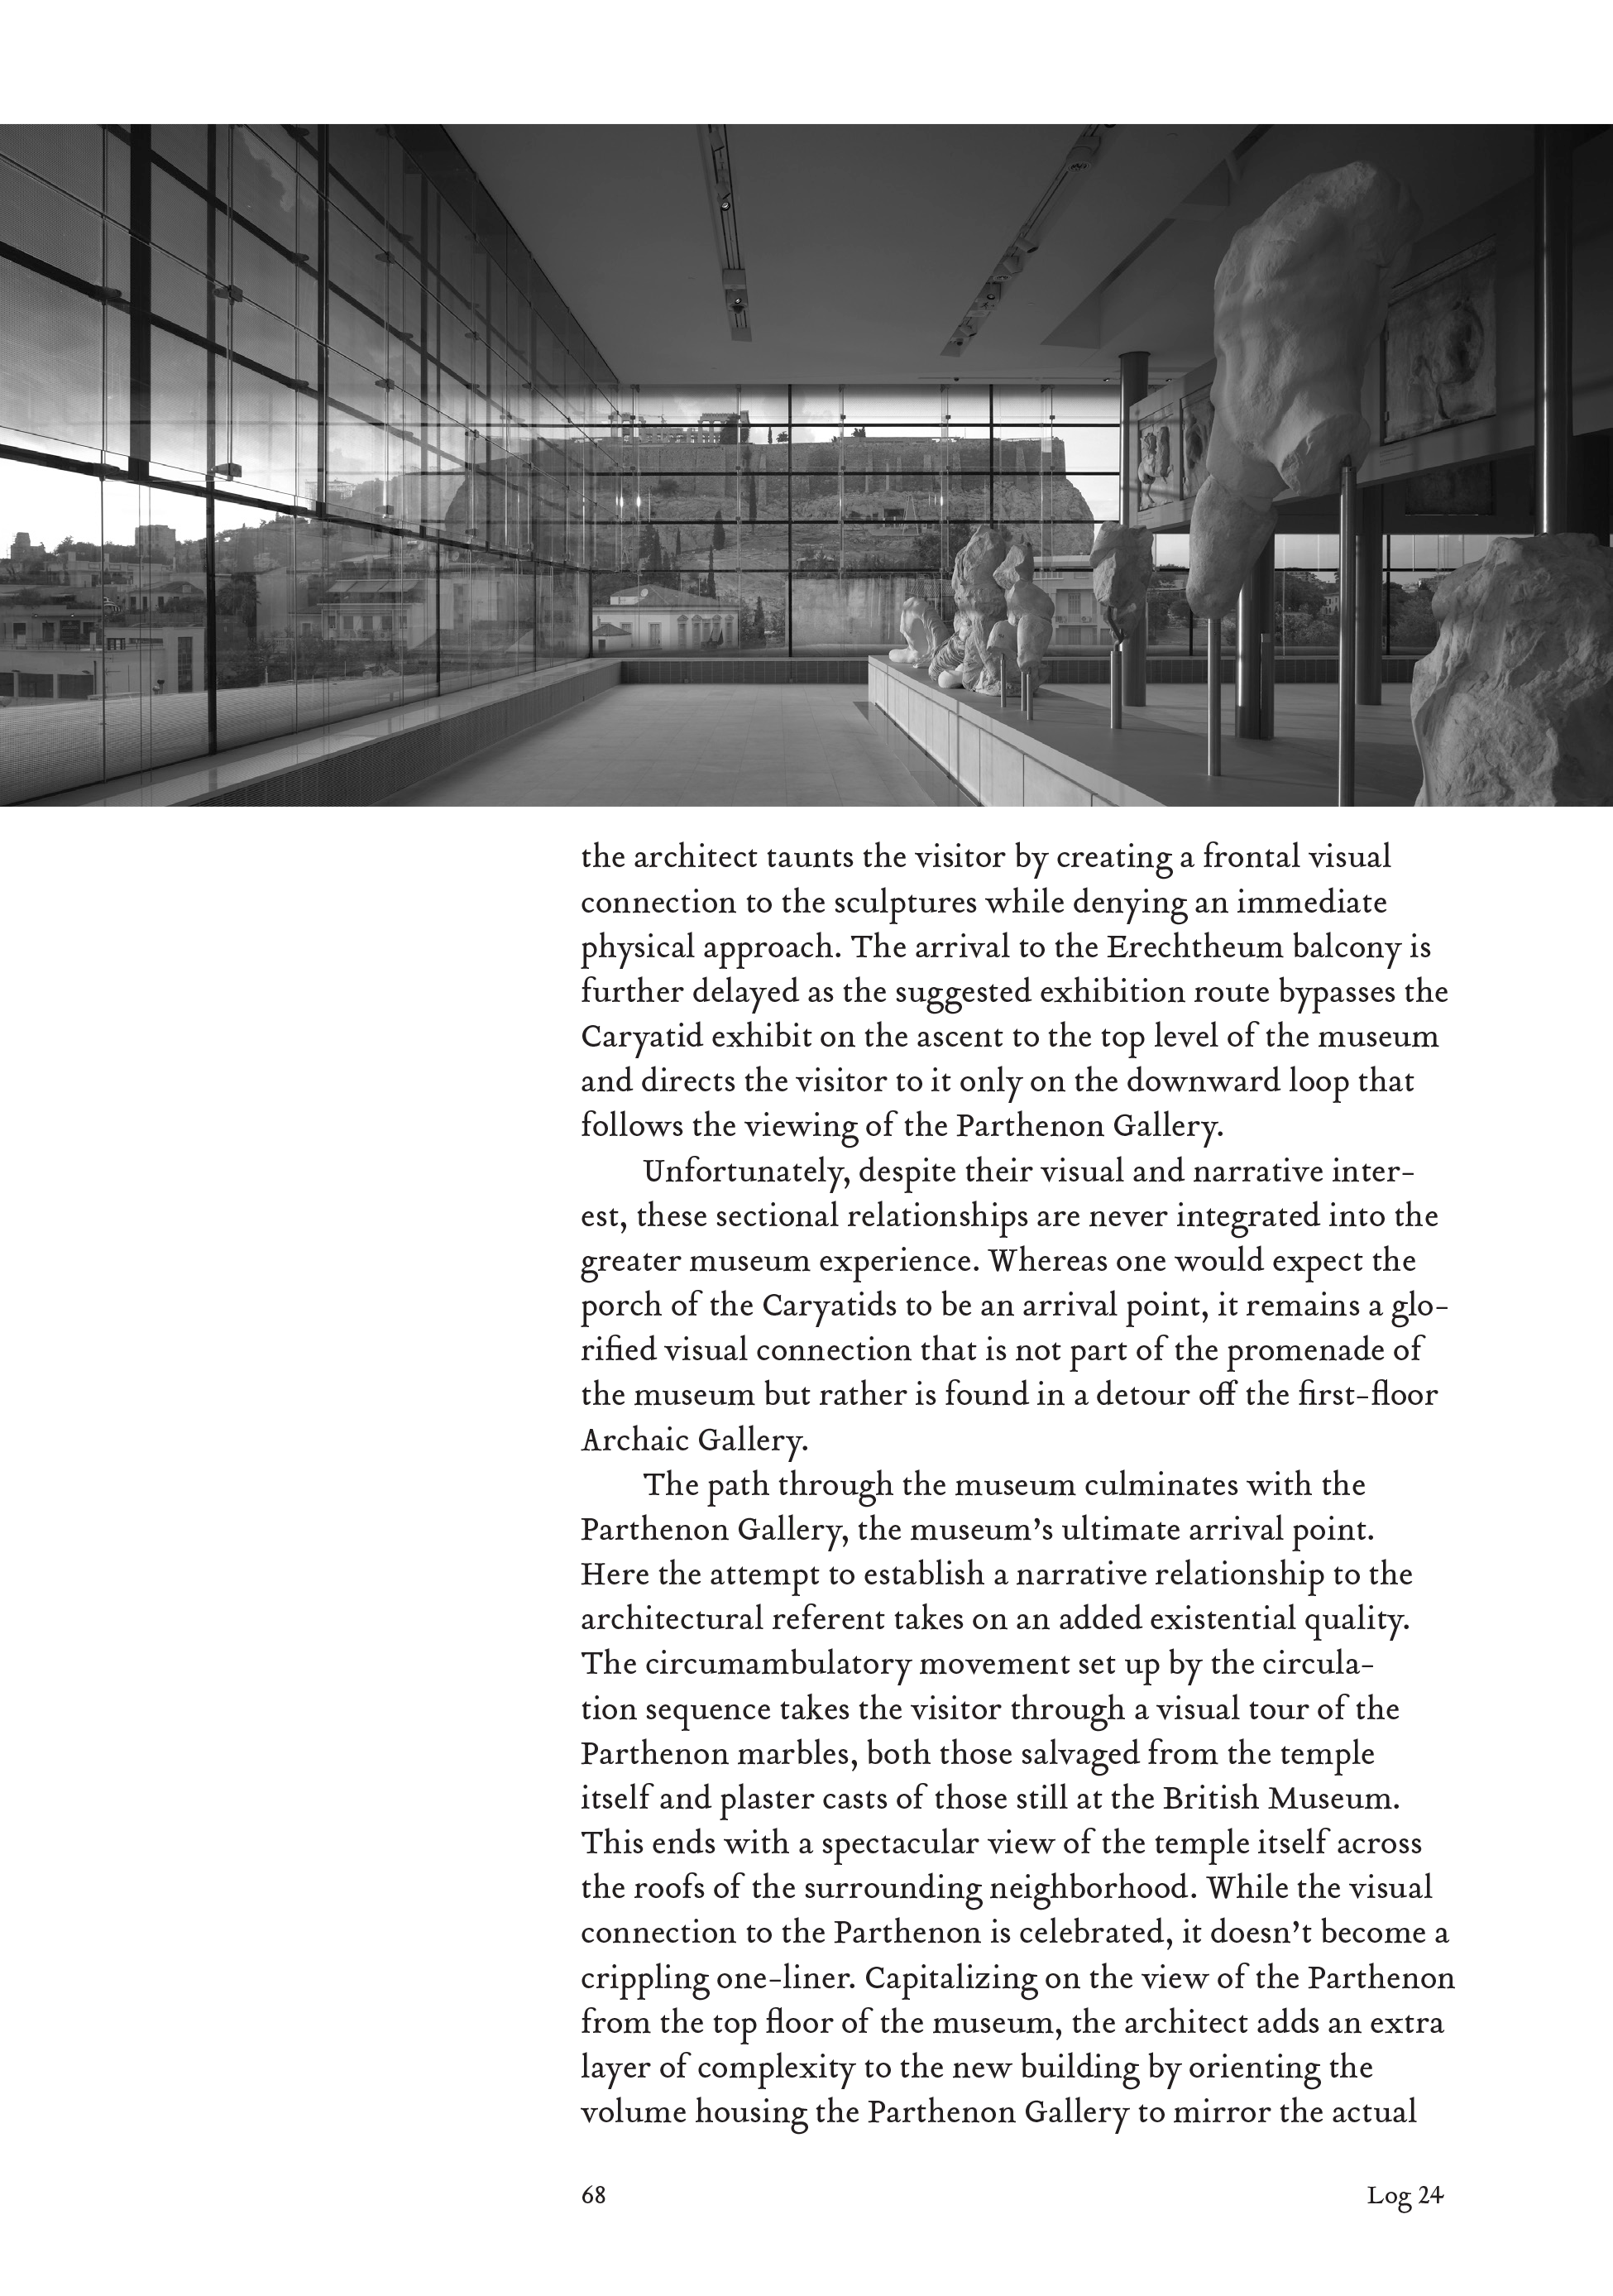 the architect taunts the visitor by creating a frontal visual
connection to the sculptures while denying an immediate
physical approach. The arrival to the Erechtheum balcony is
further delayed as the suggested exhibition route bypasses the
Caryatid exhibit on the ascent to the top level of the museum
and directs the visitor to it only on the downward loop that
follows the viewing of the Parthenon Gallery.
Unfortunately, despite their visual and narrative inter-
est, these sectional relationships are never integrated into the
greater museum experience. Whereas one would expect the
porch of the Caryatids to be an arrival point, it remains a glo-
rified visual connection that is not part of the promenade of
the museum but rather is found in a detour off the first-floor
Archaic Gallery.
The path through the museum culminates with the
Parthenon Gallery, the museum’s ultimate arrival point.
Here the attempt to establish a narrative relationship to the
architectural referent takes on an added existential quality.
The circumambulatory movement set up by the circula-
tion sequence takes the visitor through a visual tour of the
Parthenon marbles, both those salvaged from the temple
itself and plaster casts of those still at the British Museum.
This ends with a spectacular view of the temple itself across
the roofs of the surrounding neighborhood. While the visual
connection to the Parthenon is celebrated, it doesn’t become a
crippling one-liner. Capitalizing on the view of the Parthenon
from the top floor of the museum, the architect adds an extra
layer of complexity to the new building by orienting the
volume housing the Parthenon Gallery to mirror the actual
68 Log 24